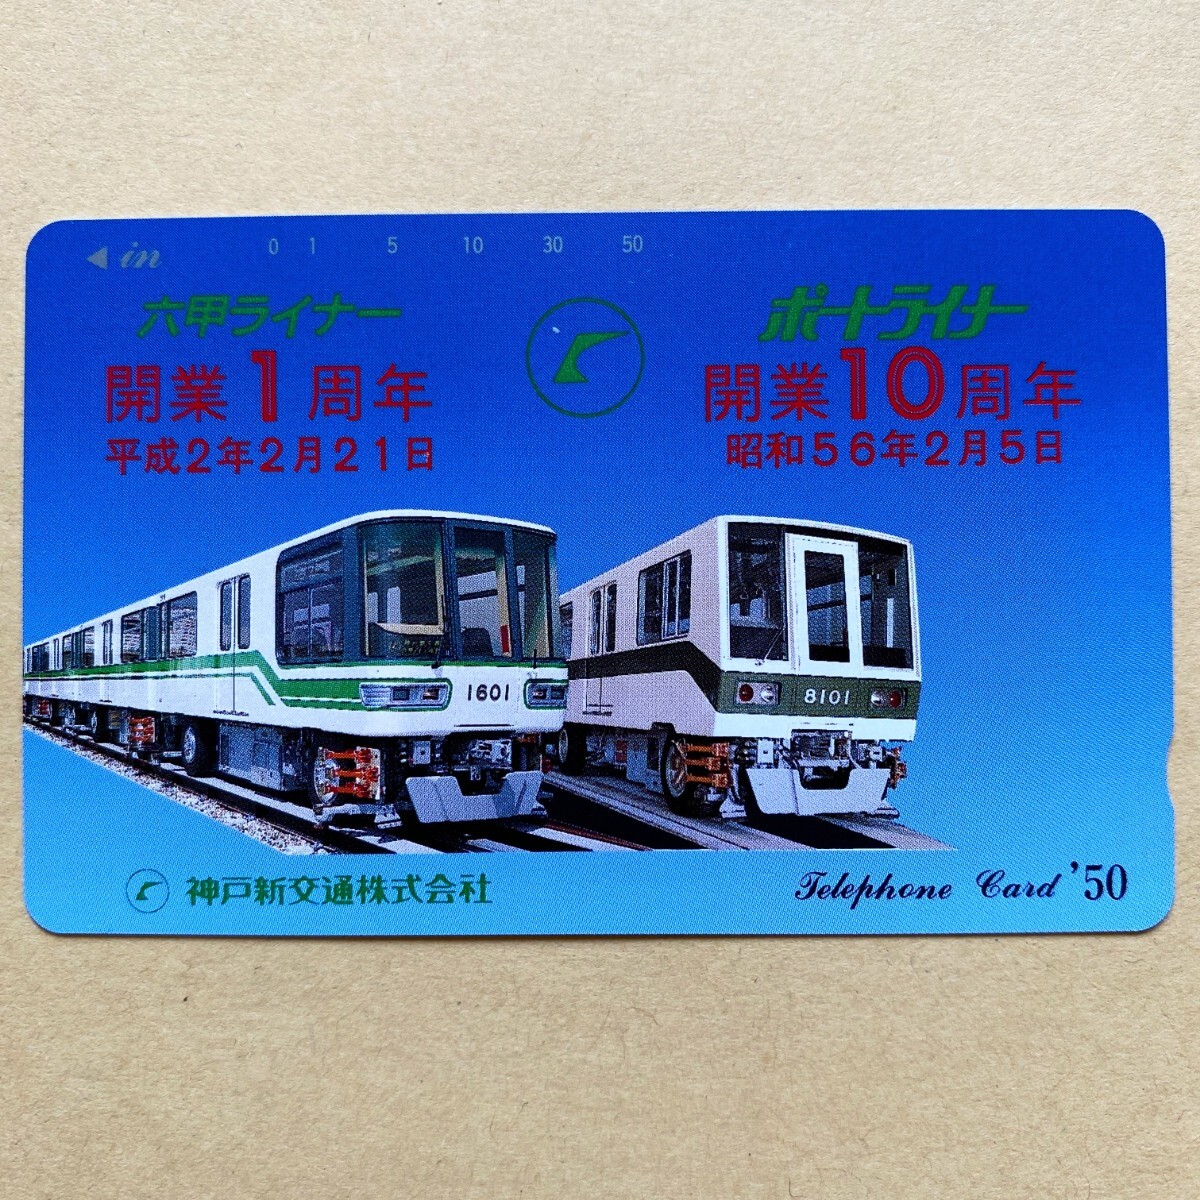 ◀ in 0 1 5 10 30 50
六甲ライナー
開業1周年
平成2年2月21日
ポートライナー
開業10周年
昭和56年2月5日
1601
8101
神戸新交通株式会社
Telephone Card '50